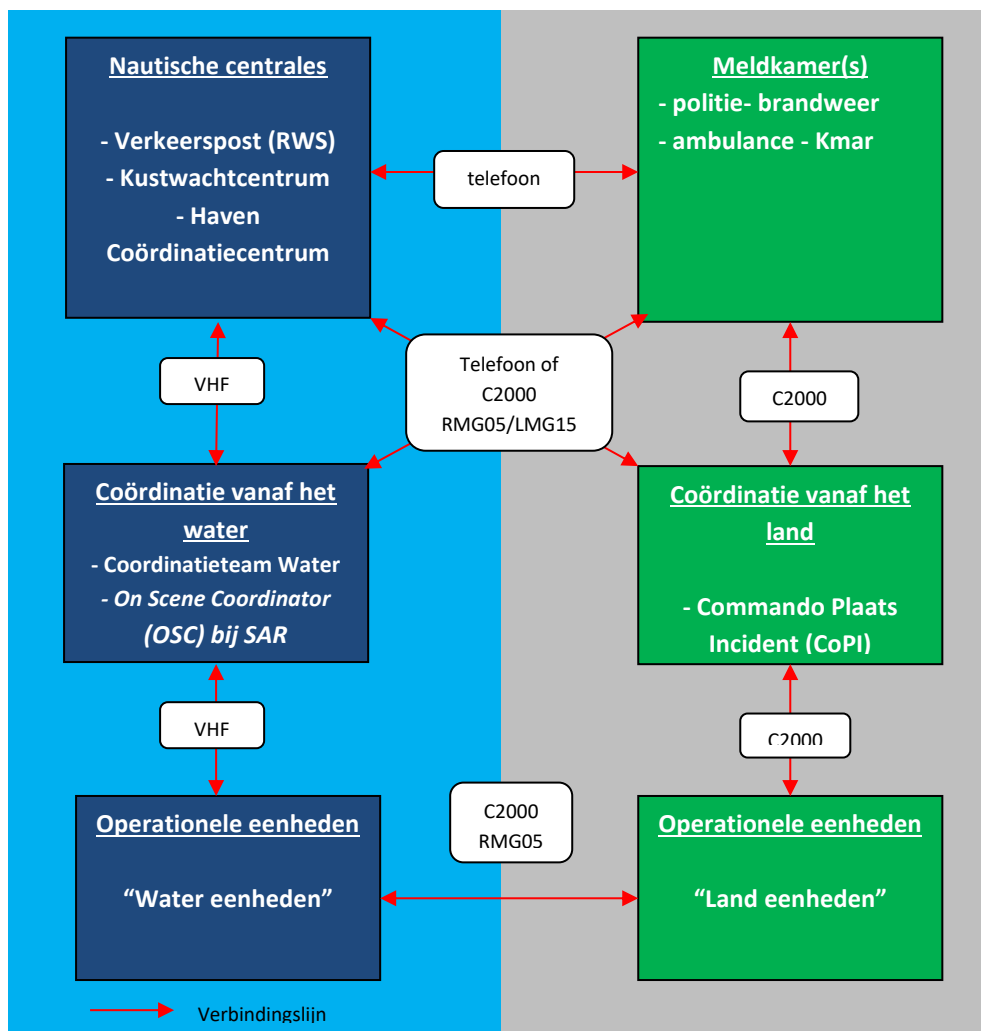 Nautische centrales
- Verkeerspost (RWS)
- Kustwachtcentrum
- Haven
Coördinatiecentrum
Meldkamer(s)
- politie- brandweer
- ambulance - Kmar
telefoon
Telefoon of
C2000
RMG05/LMG15
VHF
C2000
Coördinatie vanaf het
water
- Coordinatieteam Water
- On Scene Coordinator
(OSC) bij SAR
Coördinatie vanaf het
land
- Commando Plaats
Incident (CoPI)
VHF
C2000
Operationele eenheden
"Water eenheden"
C2000
RMG05
Operationele eenheden
"Land eenheden"
Verbindingslijn